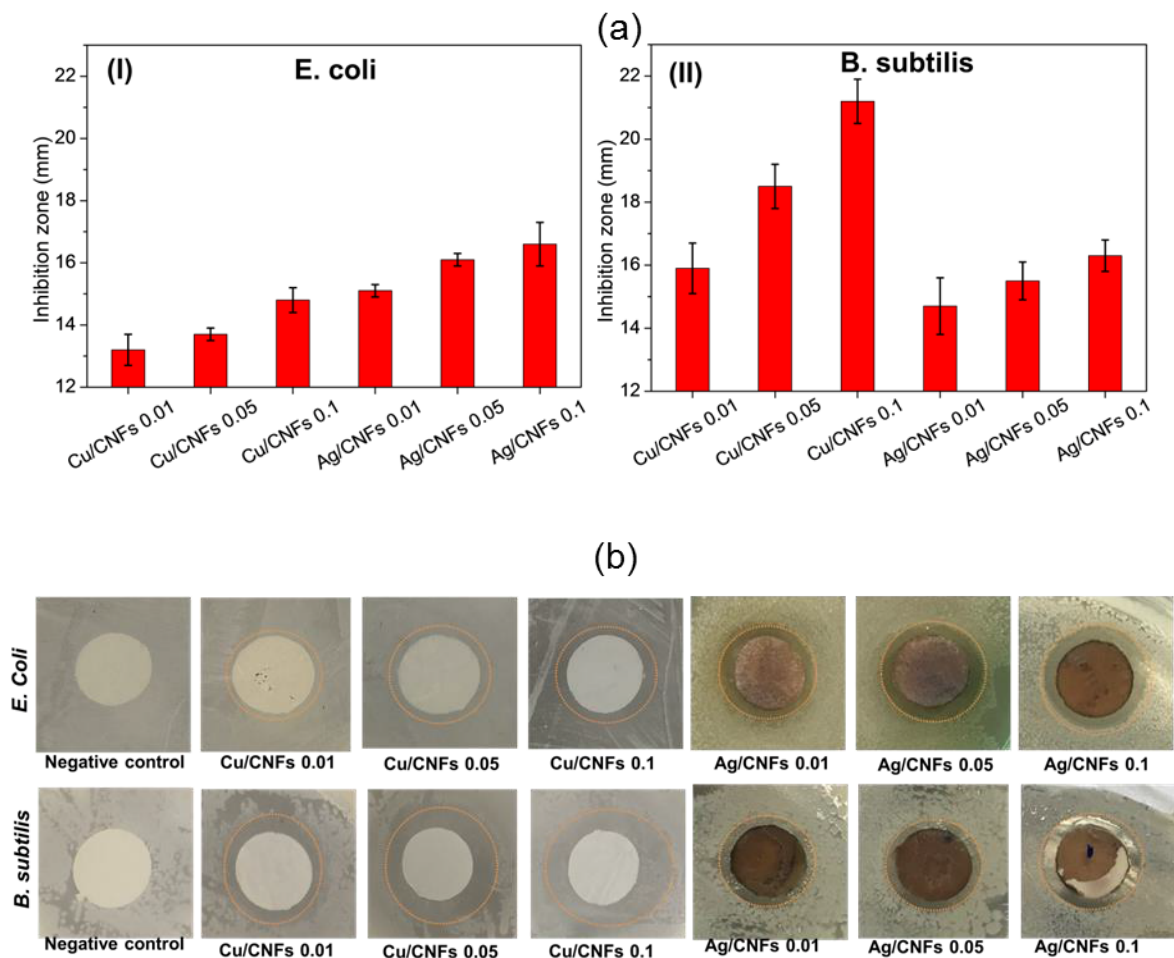 (a)
(I)
E. coli
Inhibition zone (mm)
22
20
18
16
14
12
Cu/CNFs 0.01
Cu/CNFs 0.05
Cu/CNFs 0.1
Ag/CNFs 0.01
Ag/CNFs 0.05
Ag/CNFs 0.1
(II)
B. subtilis
Inhibition zone (mm)
22
20
18
16
14
12
Cu/CNFs 0.01
Cu/CNFs 0.05
Cu/CNFs 0.1
Ag/CNFs 0.01
Ag/CNFs 0.05
Ag/CNFs 0.1
(b)
E. Coli
Negative control
Cu/CNFs 0.01
Cu/CNFs 0.05
Cu/CNFs 0.1
Ag/CNFs 0.01
Ag/CNFs 0.05
Ag/CNFs 0.1
B. subtilis
Negative control
Cu/CNFs 0.01
Cu/CNFs 0.05
Cu/CNFs 0.1
Ag/CNFs 0.01
Ag/CNFs 0.05
Ag/CNFs 0.1